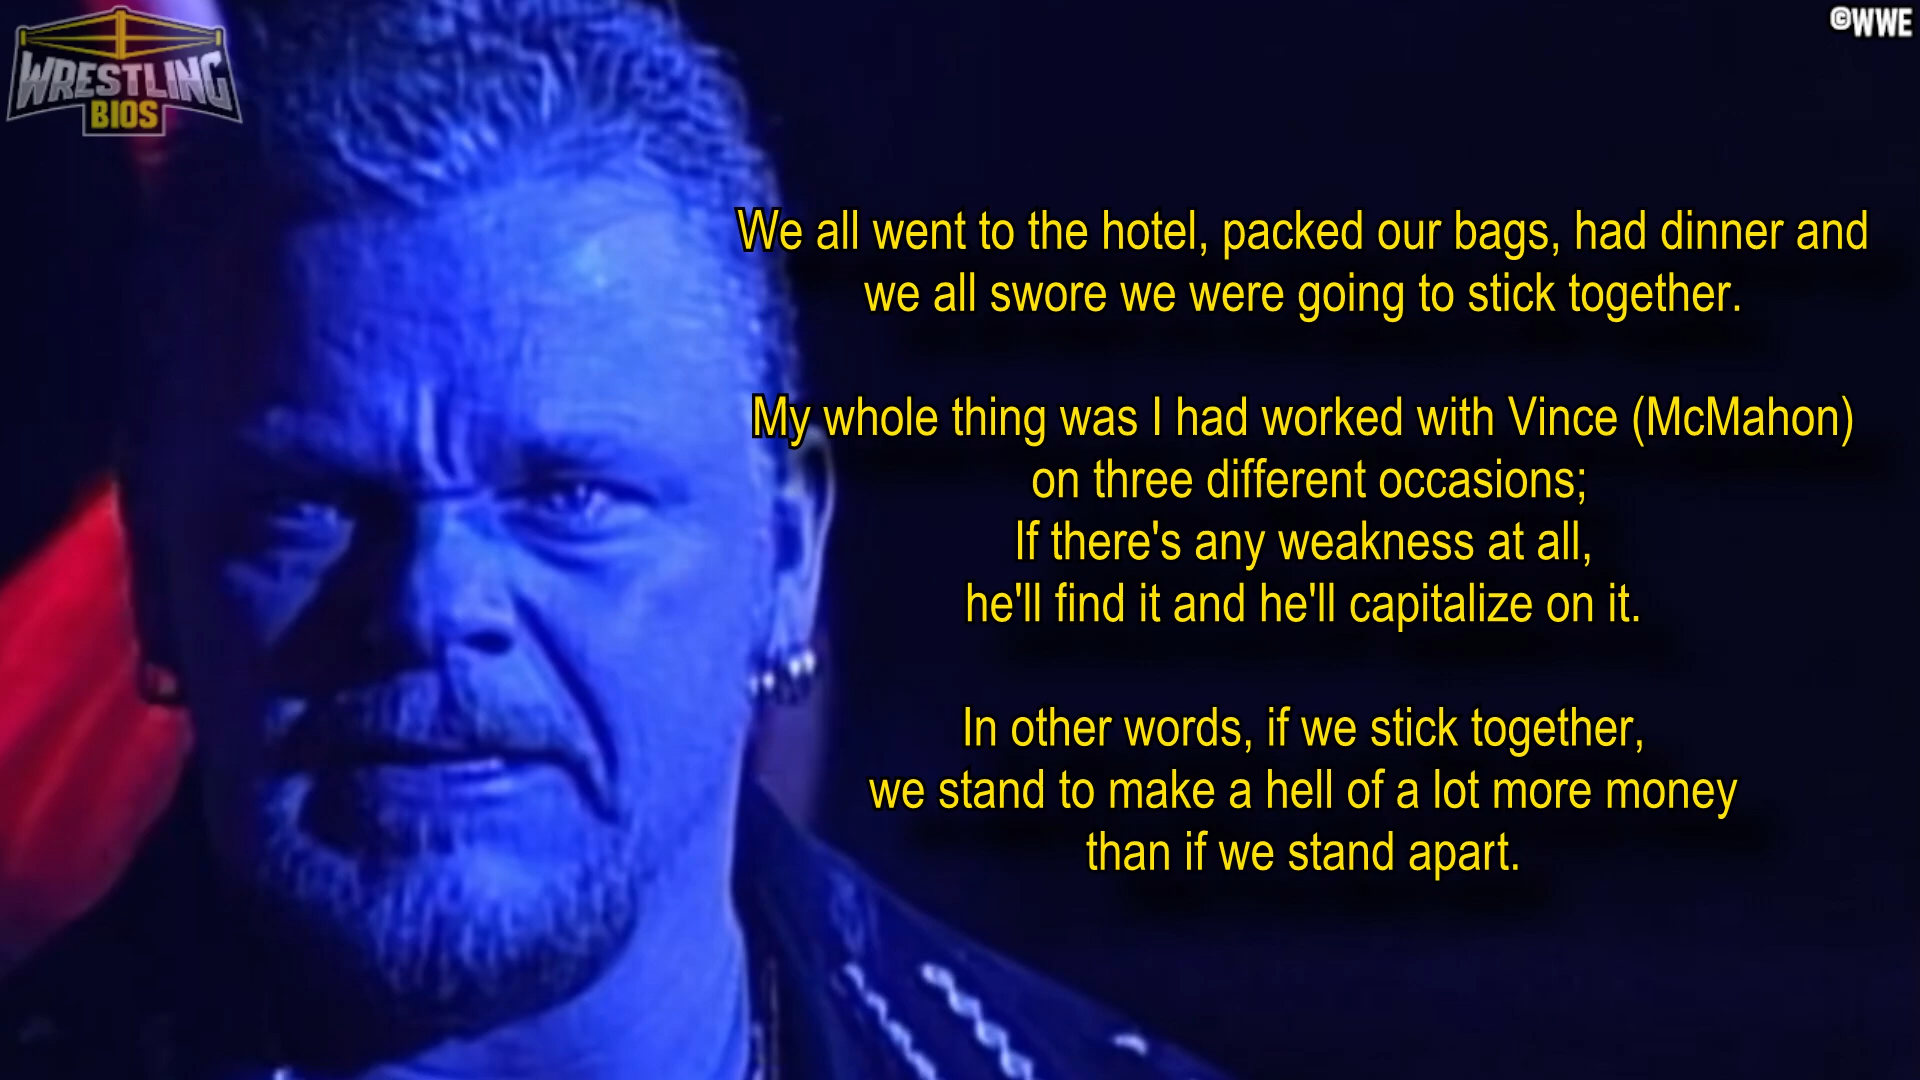 WRESTLING
BIOS
©WWE
We all went to the hotel, packed our bags, had dinner and
we all swore we were going to stick together.
My whole thing was I had worked with Vince (McMahon)
on three different occasions;
If there's any weakness at all,
he'll find it and he'll capitalize on it.
In other words, if we stick together,
we stand to make a hell of a lot more money
than if we stand apart.